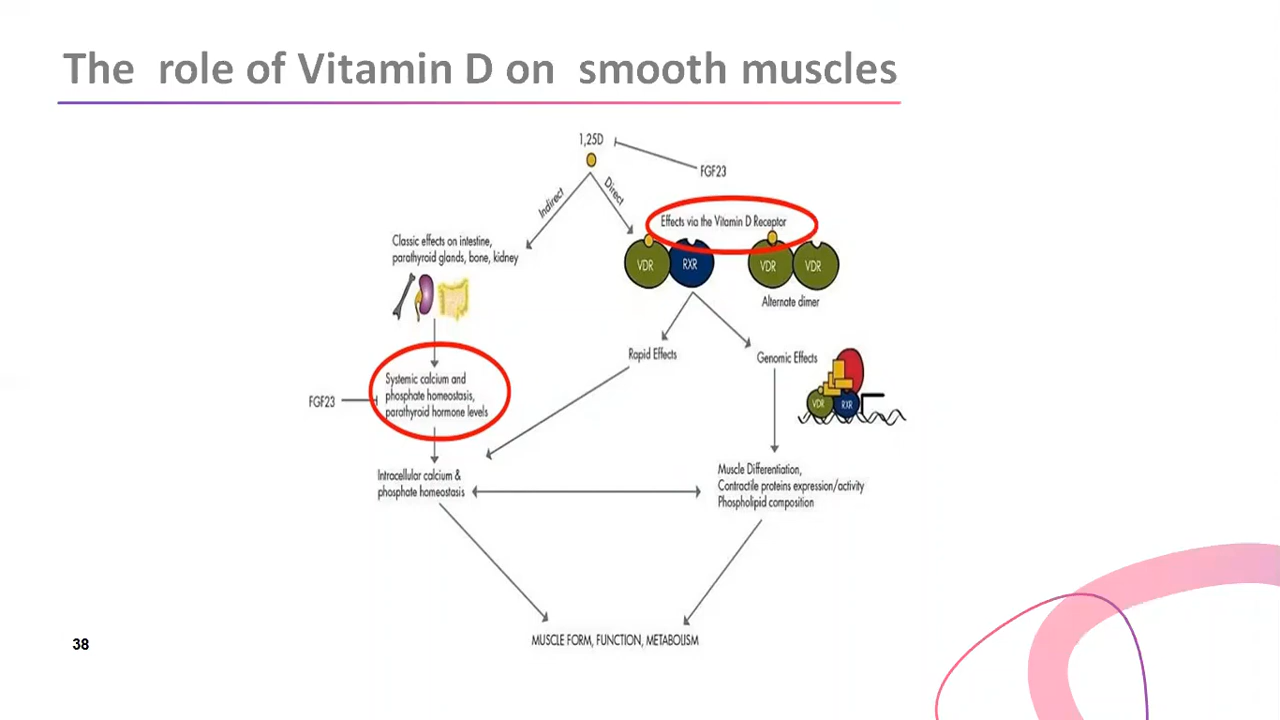 The role of Vitamin D on smooth muscles
1,25D
FGF23
Indirect
Direct
Effects via the Vitamin D Receptor
Classic effects on intestine,
parathyroid glands, bone, kidney
VDR
RXR
VDR
VDR
Alternate dimer
Rapid Effects
Genomic Effects
Systemic calcium and
phosphate homeostasis,
parathyroid hormone levels
FGF23
VDR
RXR
Intracellular calcium &
phosphate homeostasis
Muscle Differentiation,
Contractile proteins expression/activity
Phospholipid composition
MUSCLE FORM, FUNCTION, METABOLISM
38